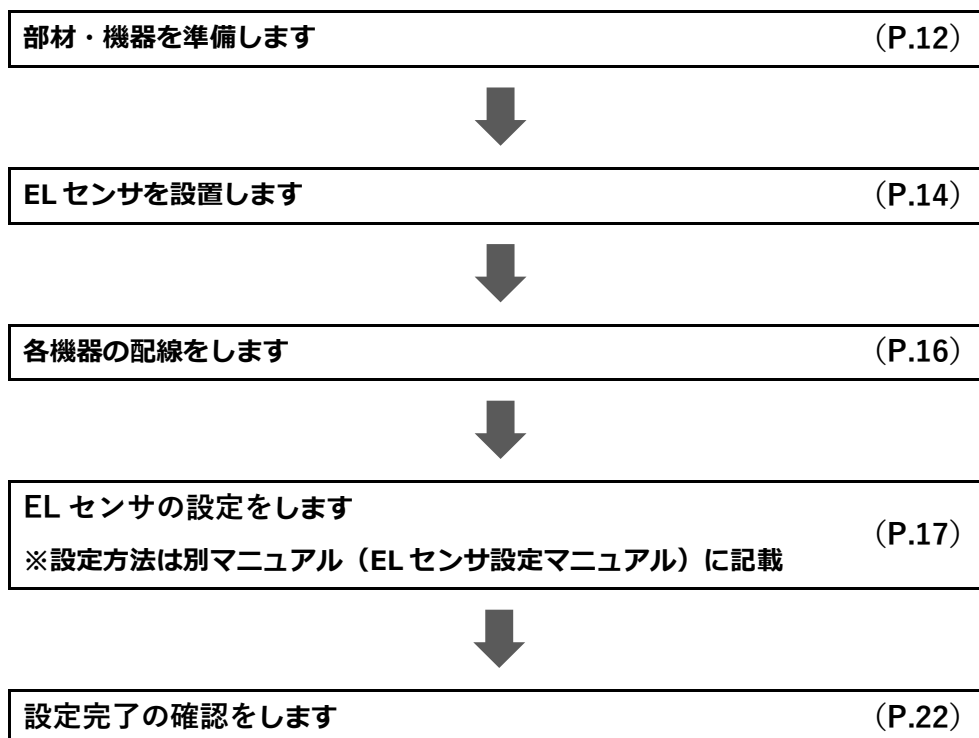 部材・機器を準備します （P.12）
EL センサを設置します （P.14）
各機器の配線をします （P.16）
EL センサの設定をします
※設定方法は別マニュアル（EL センサ設定マニュアル）に記載 （P.17）
設定完了の確認をします （P.22）